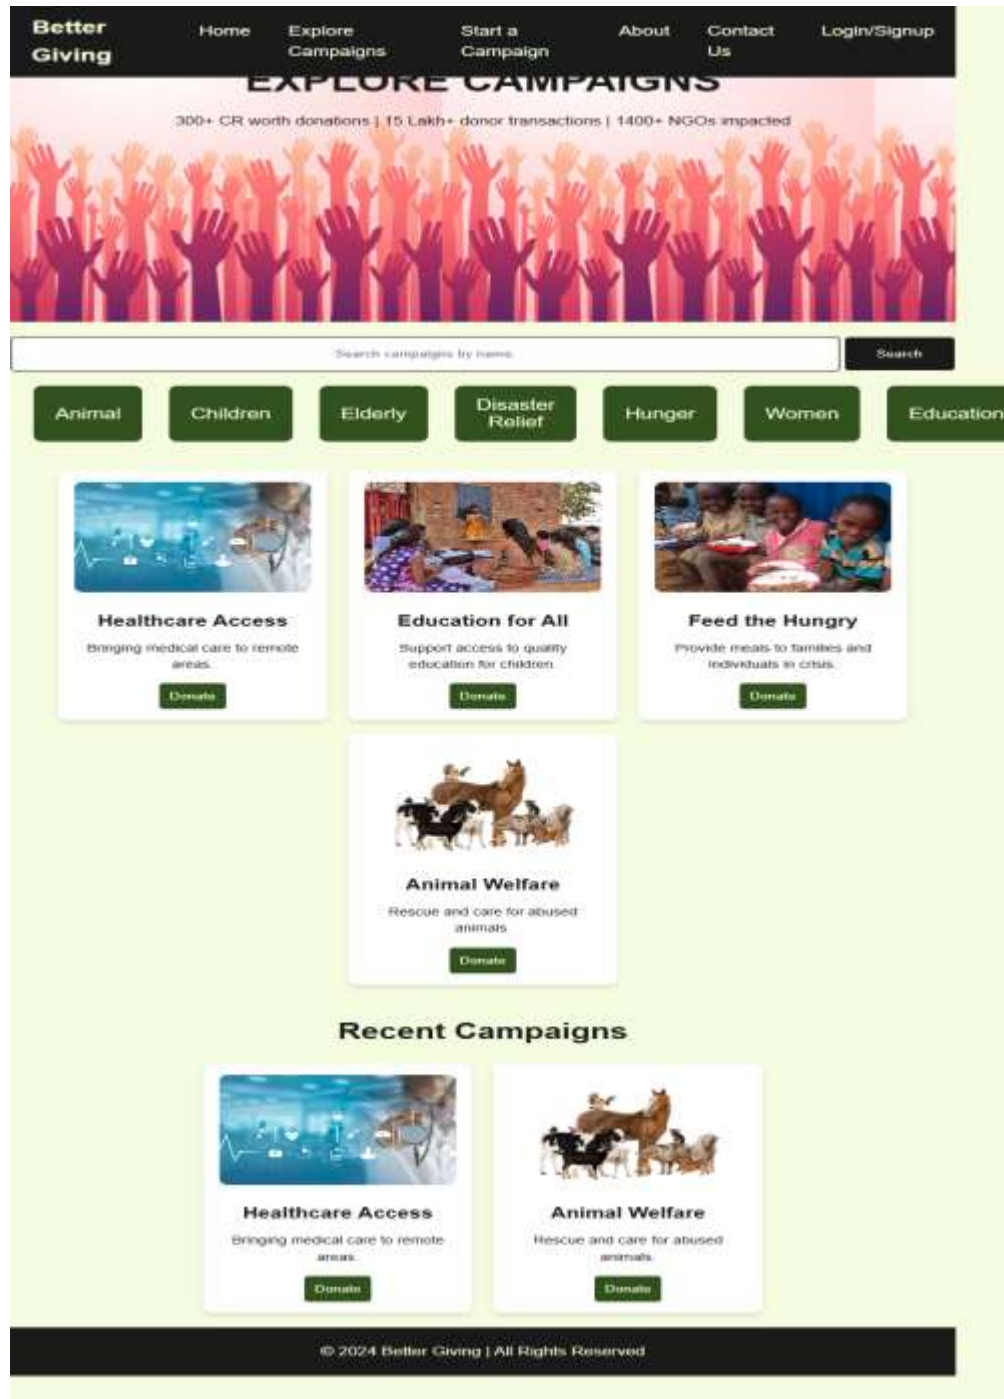 Better
Giving
Home
Explore
Campaigns
Start a
Campaign
About
Contact
Us
Login/Signup
EXPLORE CAMPAIGNS
300+ CR worth donations | 15 Lakh+ donor transactions | 1400+ NGOs impacted
Search campaigns by name.
Search
Animal
Children
Elderly
Disaster
Relief
Hunger
Women
Education
Healthcare Access
Bringing medical care to remote
areas.
Donate
Education for All
Support access to quality
education for children.
Donate
Feed the Hungry
Provide meals to families and
individuals in crisis.
Donate
Animal Welfare
Rescue and care for abused
animals.
Donate
Recent Campaigns
Healthcare Access
Bringing medical care to remote
areas.
Donate
Animal Welfare
Rescue and care for abused
animals.
Donate
© 2024 Better Giving | All Rights Reserved